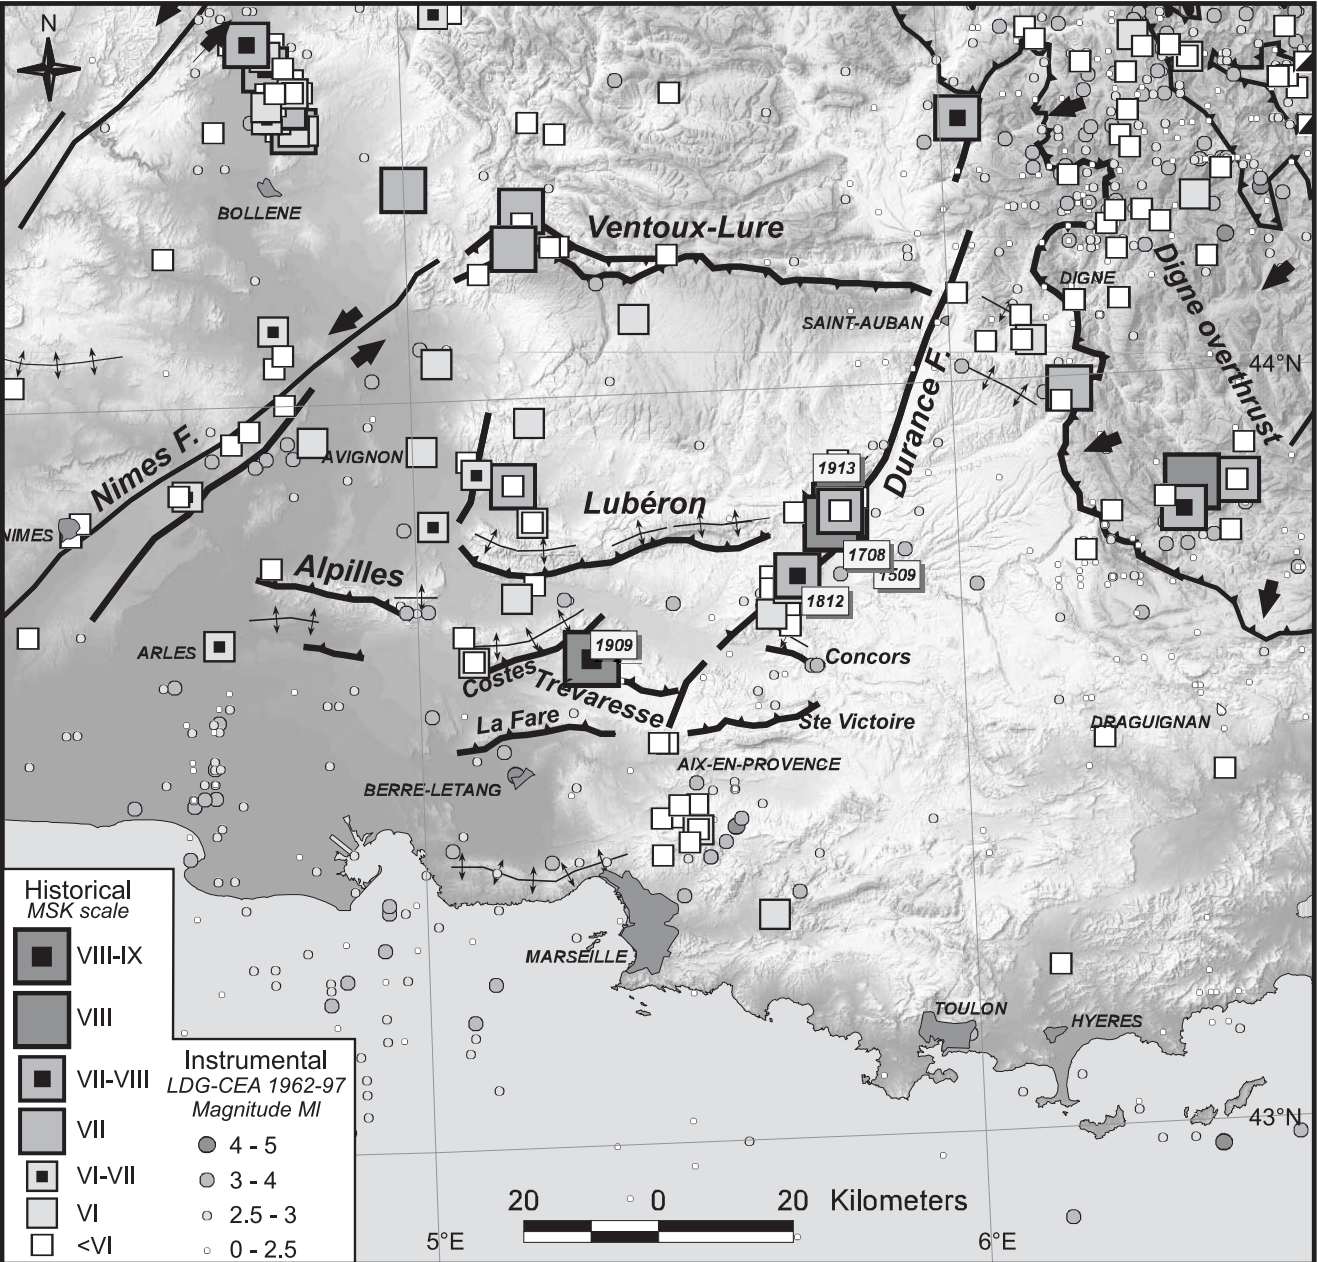 N
BOLLENE
Ventoux-Lure
DIGNE
Digne overthrust
SAINT-AUBAN
44°N
Durance F.
Nimes F.
AVIGNON
1913
Lubéron
NIMES
1708
1509
Alpilles
1812
1909
ARLES
Concors
Costes
Trévaresse
La Fare
Ste Victoire
DRAGUIGNAN
AIX-EN-PROVENCE
BERRE-LETANG
MARSEILLE
TOULON
HYERES
43°N
Historical
MSK scale
VIII-IX
VIII
VII-VIII
VII
VI-VII
VI
<VI
Instrumental
LDG-CEA 1962-97
Magnitude Ml
4 - 5
3 - 4
2.5 - 3
0 - 2.5
20 0 20 Kilometers
5°E
6°E